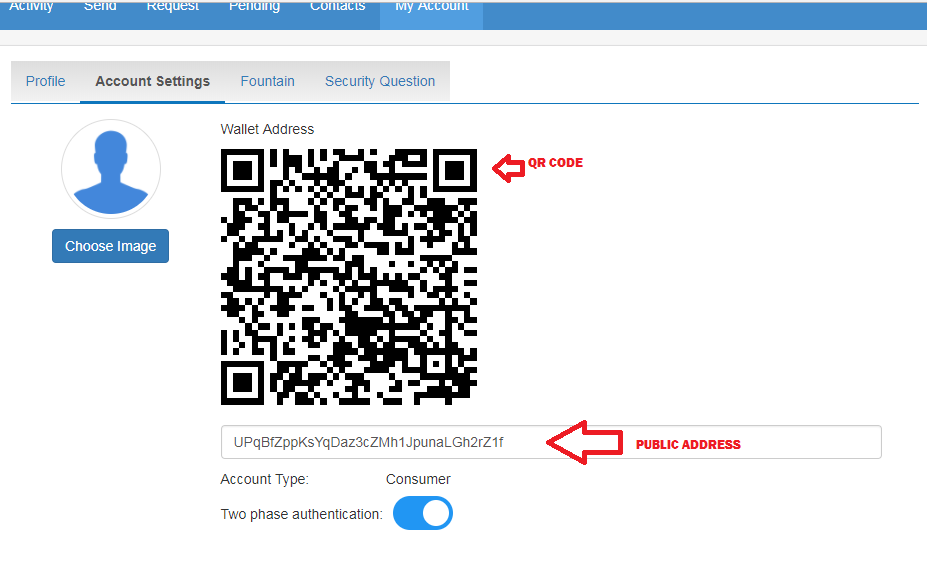 Activity Send Request Pending Contacts My Account
Profile Account Settings Fountain Security Question
Wallet Address
QR CODE
Choose Image
UPqBfZppKsYqDaz3cZMh1JpunaLGh2rZ1f
PUBLIC ADDRESS
Account Type: Consumer
Two phase authentication: